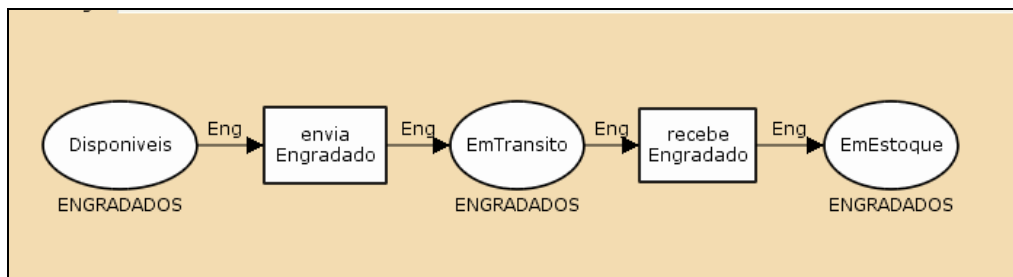 Eng
envia
Engradado
Eng
Eng
recebe
Engradado
Eng
Disponiveis
EmTransito
EmEstoque
ENGRADADOS
ENGRADADOS
ENGRADADOS